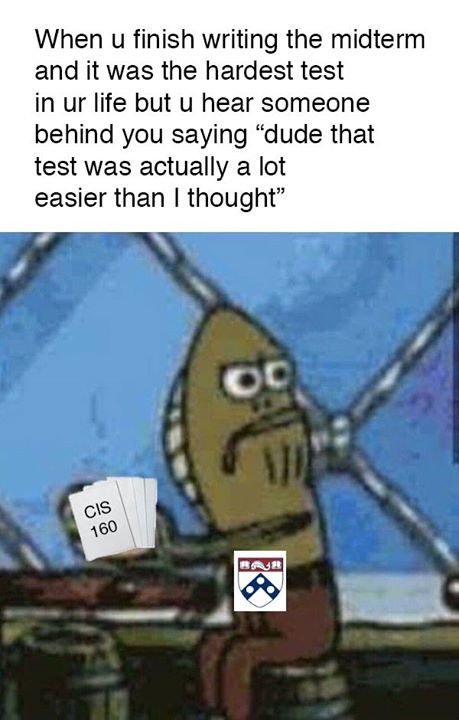 When u finish writing the midterm
and it was the hardest test
in ur life but u hear someone
behind you saying “dude that
test was actually a lot
easier than I thought”
CIS
160